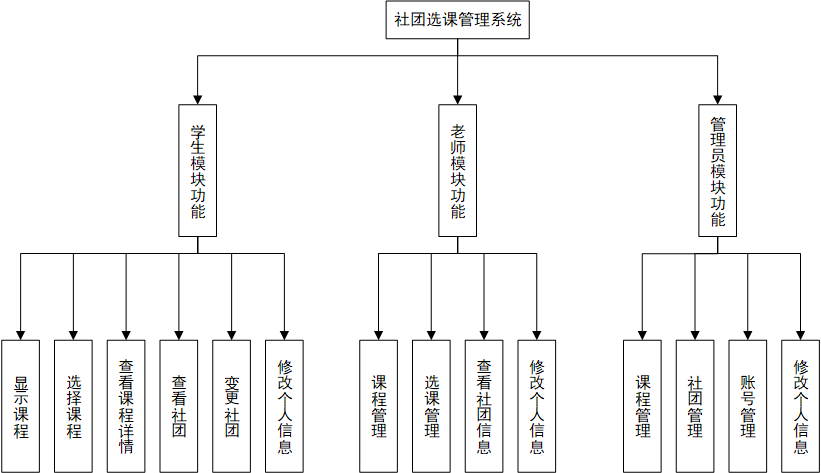 社团选课管理系统
学生模块功能
老师模块功能
管理员模块功能
显示课程
选择课程
查看课程详情
查看社团
变更社团
修改个人信息
课程管理
选课管理
查看社团信息
修改个人信息
课程管理
社团管理
账号管理
修改个人信息